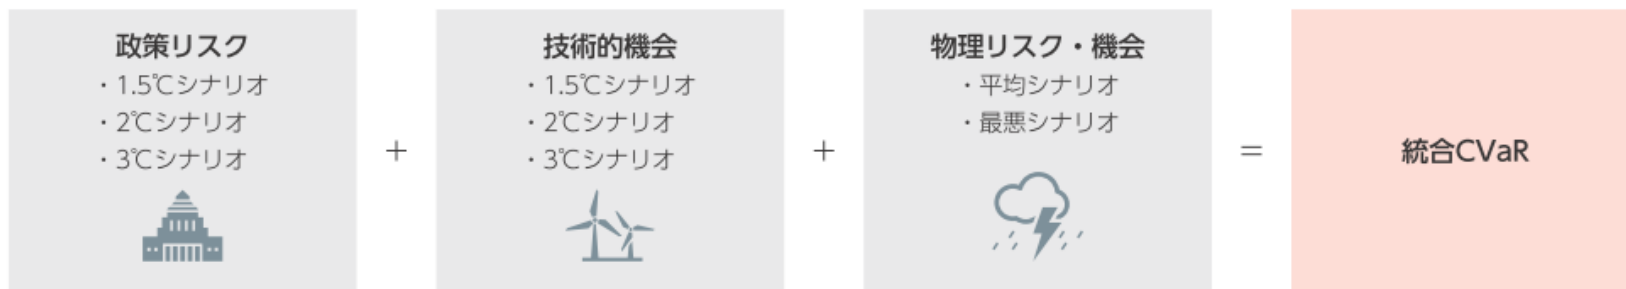 政策リスク
・1.5℃シナリオ
・2℃シナリオ
・3℃シナリオ
+
技術的機会
・1.5℃シナリオ
・2℃シナリオ
・3℃シナリオ
+
物理リスク・機会
・平均シナリオ
・最悪シナリオ
=
統合CVaR